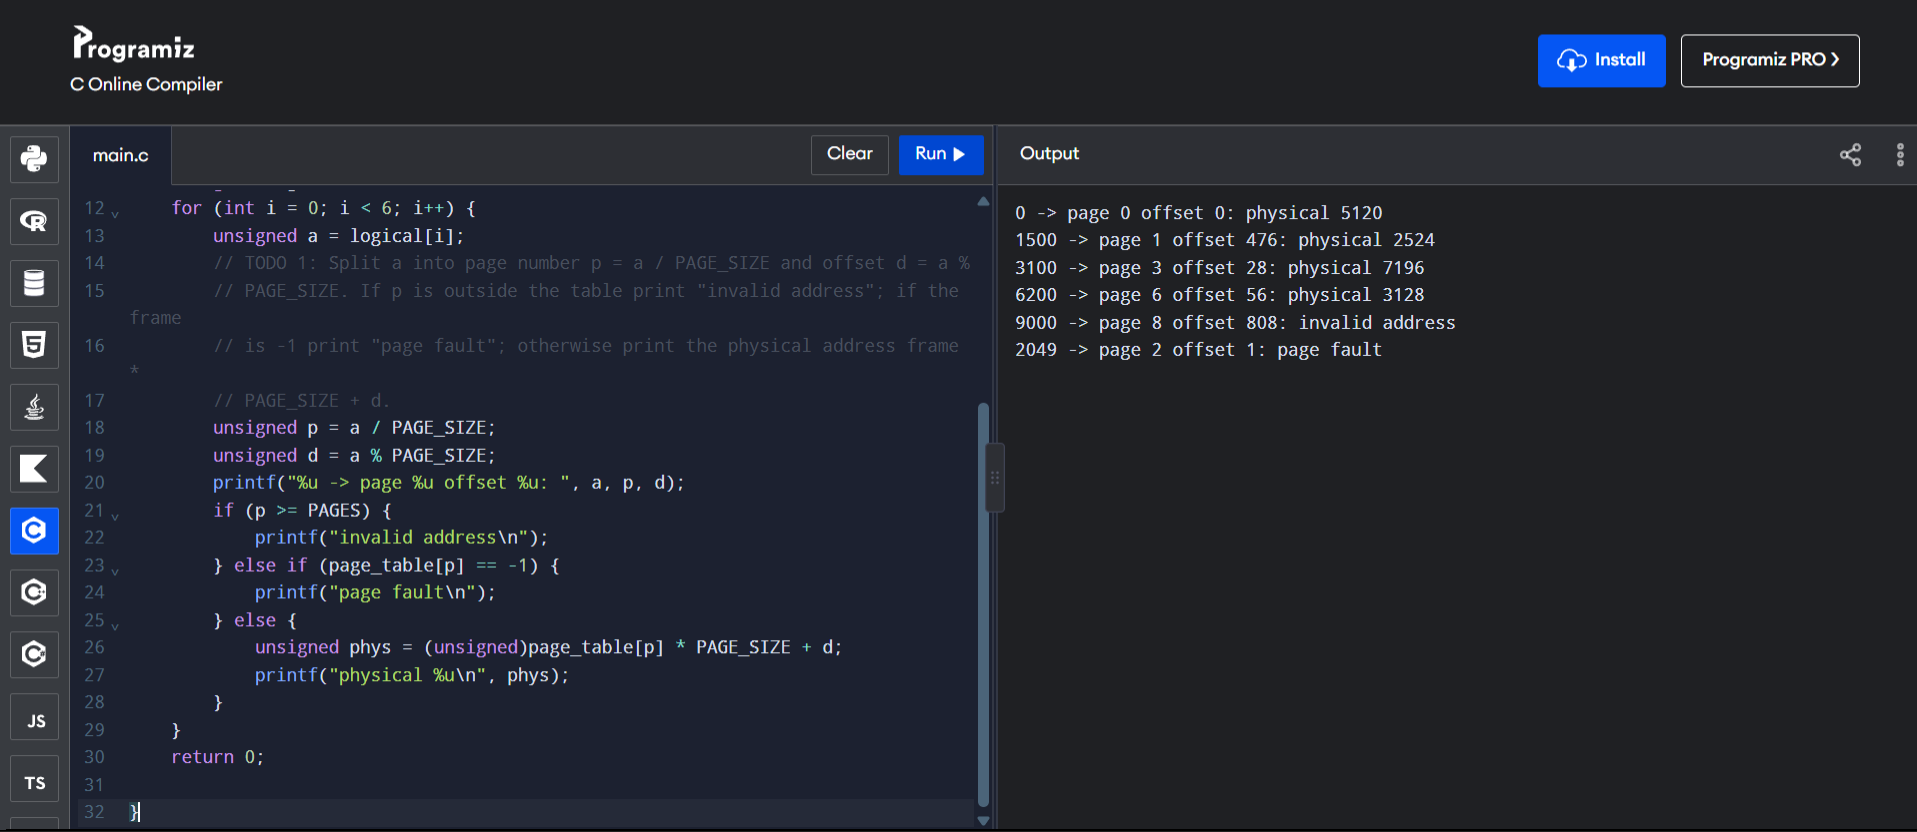 Programiz
C Online Compiler
Install
Programiz PRO ❯
main.c
Clear
Run
Output
12 for (int i = 0; i < 6; i++) {
13 unsigned a = logical[i];
14 // TODO 1: Split a into page number p = a / PAGE_SIZE and offset d = a %
15 // PAGE_SIZE. If p is outside the table print "invalid address"; if the
frame
16 // is -1 print "page fault"; otherwise print the physical address frame
*
17 // PAGE_SIZE + d.
18 unsigned p = a / PAGE_SIZE;
19 unsigned d = a % PAGE_SIZE;
20 printf("%u -> page %u offset %u: ", a, p, d);
21 if (p >= PAGES) {
22 printf("invalid address\n");
23 } else if (page_table[p] == -1) {
24 printf("page fault\n");
25 } else {
26 unsigned phys = (unsigned)page_table[p] * PAGE_SIZE + d;
27 printf("physical %u\n", phys);
28 }
29 }
30 return 0;
31
32 }
0 -> page 0 offset 0: physical 5120
1500 -> page 1 offset 476: physical 2524
3100 -> page 3 offset 28: physical 7196
6200 -> page 6 offset 56: physical 3128
9000 -> page 8 offset 808: invalid address
2049 -> page 2 offset 1: page fault
R
5
C
C
C
JS
TS